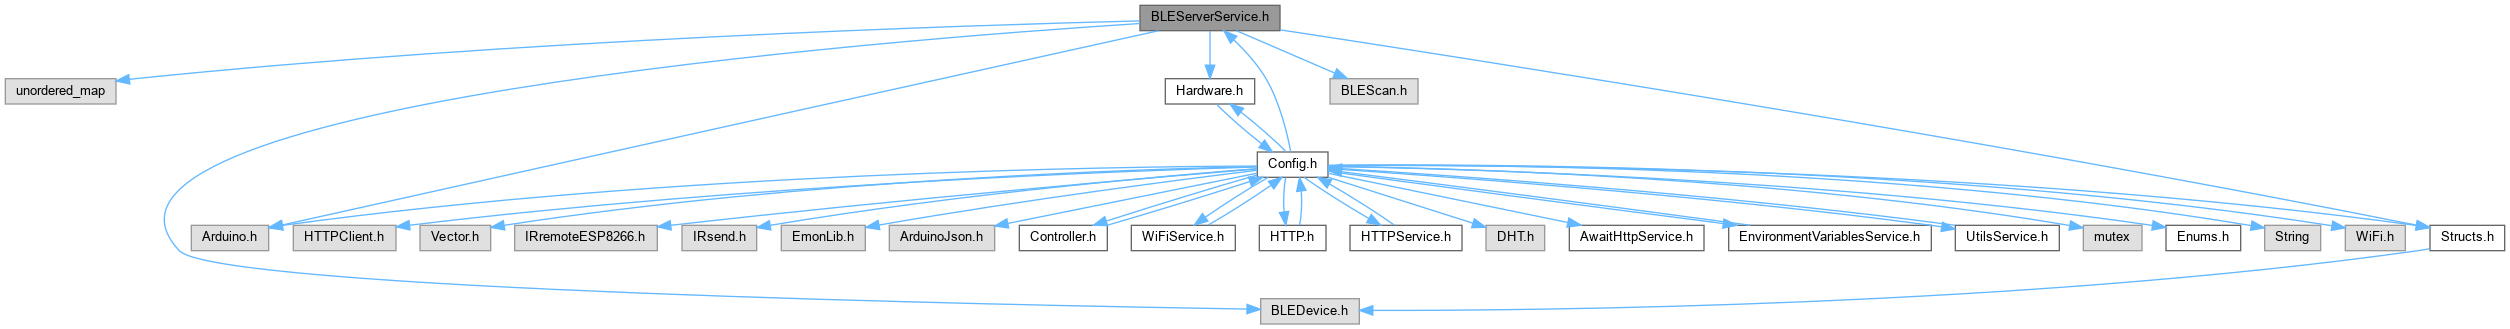 BLEServerService.h
unordered_map
Hardware.h
BLEScan.h
Config.h
Arduino.h
HTTPClient.h
Vector.h
IRremoteESP8266.h
IRsend.h
EmonLib.h
ArduinoJson.h
Controller.h
WiFiService.h
HTTP.h
HTTPService.h
DHT.h
AwaitHttpService.h
EnvironmentVariablesService.h
UtilsService.h
mutex
Enums.h
String
WiFi.h
Structs.h
BLEDevice.h